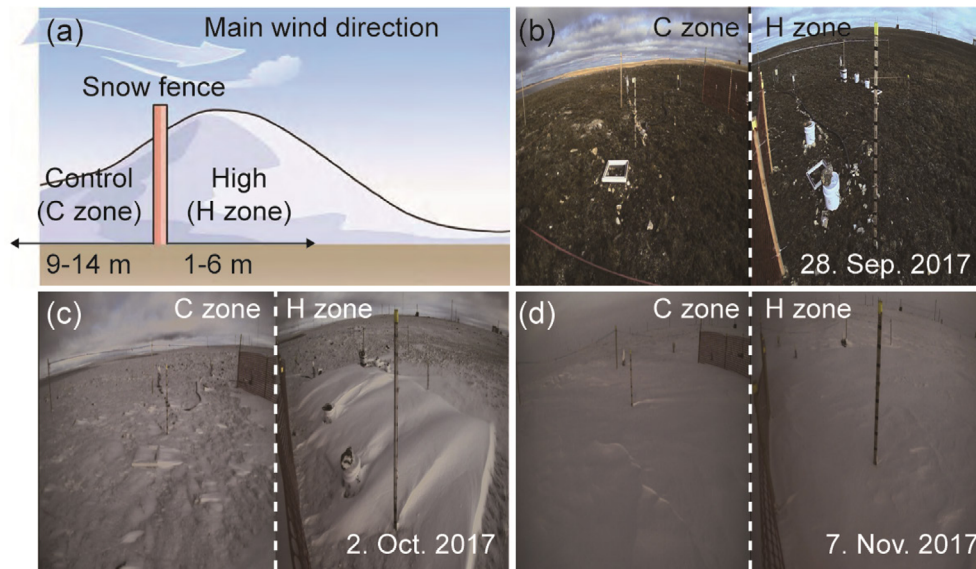 (a)
Main wind direction
Snow fence
Control
(C zone)
High
(H zone)
9-14 m
1-6 m
(b)
C zone
H zone
28. Sep. 2017
(c)
C zone
H zone
2. Oct. 2017
(d)
C zone
H zone
7. Nov. 2017